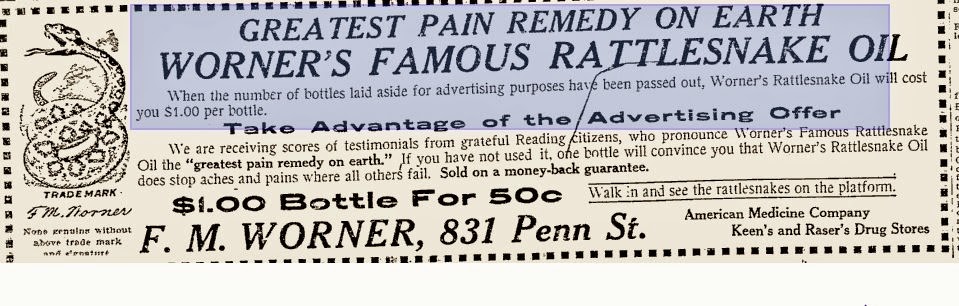 GREATEST PAIN REMEDY ON EARTH
WORNER'S FAMOUS RATTLESNAKE OIL
When the number of bottles laid aside for advertising purposes have been passed out, Worner's Rattlesnake Oil will cost
you $1.00 per bottle.
Take Advantage of the Advertising Offer
We are receiving scores of testimonials from grateful Reading citizens, who pronounce Worner's Famous Rattlesnake
Oil the "greatest pain remedy on earth." If you have not used it, one bottle will convince you that Worner's Rattlesnake Oil
does stop aches and pains where all others fail. Sold on a money-back guarantee.
$1.00 Bottle For 50c
Walk in and see the rattlesnakes on the platform.
F. M. WORNER, 831 Penn St.
American Medicine Company
Keen's and Raser's Drug Stores
TRADE MARK.
F. M. Worner
None genuine without
above trade mark
and signature